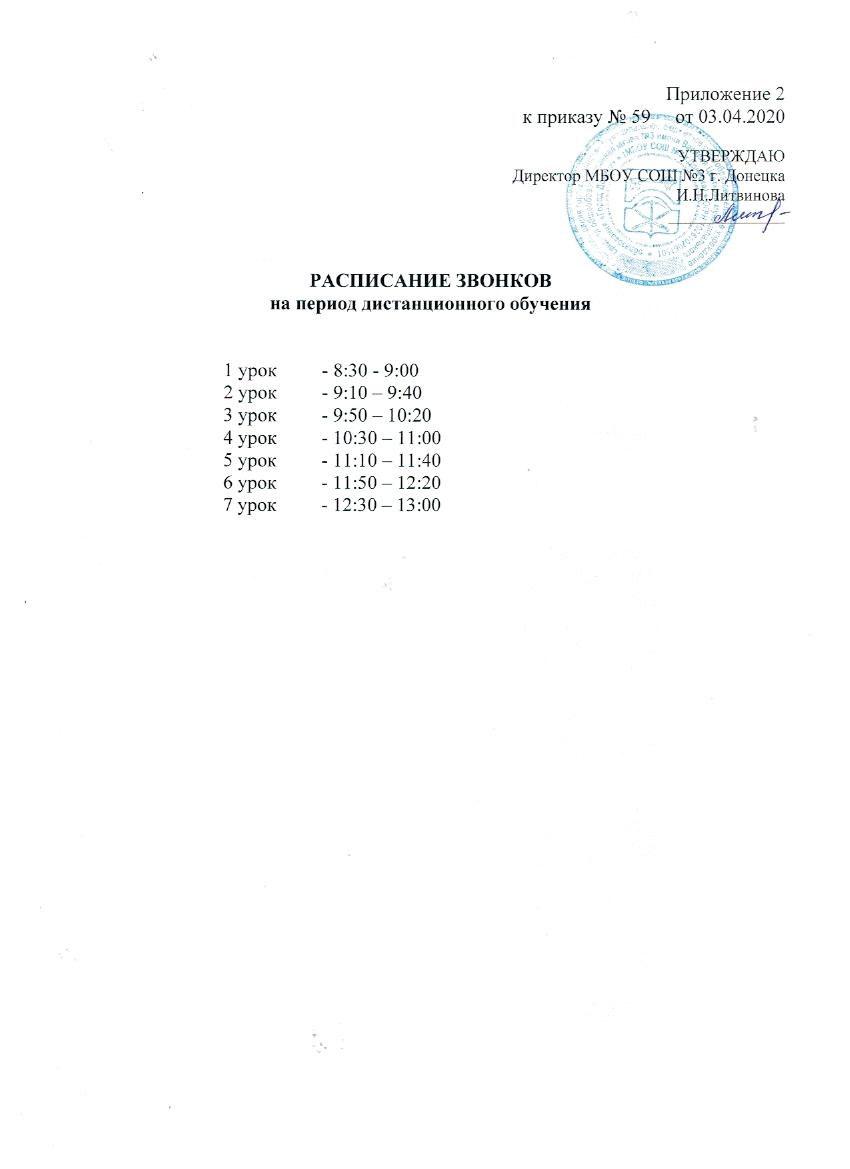 Приложение 2
к приказу № 59 от 03.04.2020
УТВЕРЖДАЮ
Директор МБОУ СОШ №3 г. Донецка
И.Н.Литвинова
РАСПИСАНИЕ ЗВОНКОВ
на период дистанционного обучения
1 урок - 8:30 - 9:00
2 урок - 9:10 – 9:40
3 урок - 9:50 – 10:20
4 урок - 10:30 – 11:00
5 урок - 11:10 – 11:40
6 урок - 11:50 – 12:20
7 урок - 12:30 – 13:00